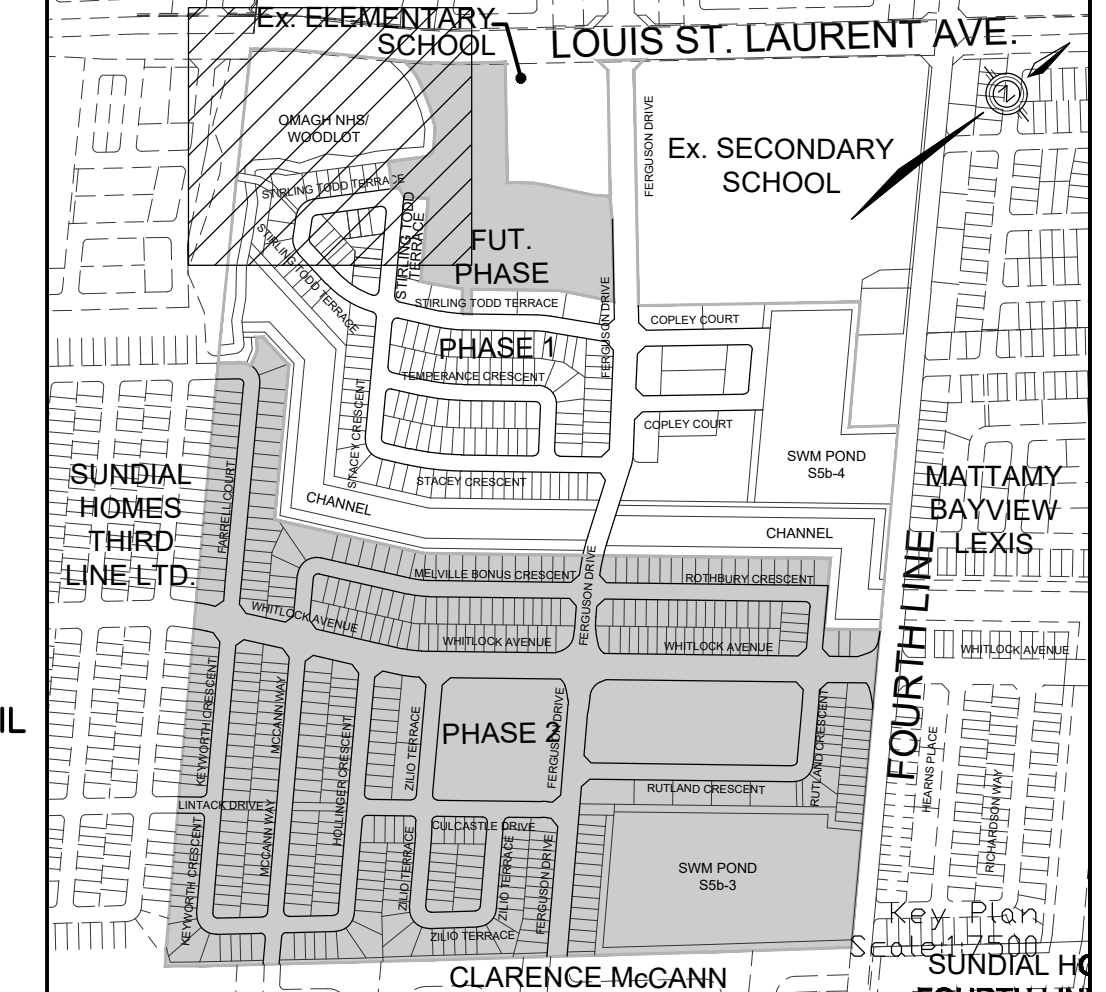 Ex. ELEMENTARY
SCHOOL
LOUIS ST. LAURENT AVE.
OMAGH NHS/
WOODLOT
FERGUSON DRIVE
Ex. SECONDARY
SCHOOL
N
STIRLING TODD TERRACE
STIRLING TODD
TERRACE
STIRLING TODD TERRACE
FUT.
PHASE
STIRLING TODD TERRACE
FERGUSON DRIVE
COPLEY COURT
PHASE 1
TEMPERANCE CRESCENT
STACEY CRESCENT
COPLEY COURT
SWM POND
S5b-4
STACEY CRESCENT
CHANNEL
CHANNEL
SUNDIAL
HOMES
THIRD
LINE LTD.
FARRELL COURT
MATTAMY
BAYVIEW
LEXIS
FOURTH LINE
MELVILLE BONUS CRESCENT
FERGUSON DRIVE
ROTHBURY CRESCENT
WHITLOCK AVENUE
WHITLOCK AVENUE
WHITLOCK AVENUE
WHITLOCK AVENUE
IL
KEYWORTH CRESCENT
MCCANN WAY
HOLLINGER CRESCENT
ZILIO TERRACE
PHASE 2
FERGUSON DRIVE
RUTLAND CRESCENT
RUTLAND CRESCENT
HEARNS PLACE
RICHARDSON WAY
LINTACK DRIVE
KEYWORTH CRESCENT
MCCANN WAY
CULCASTLE DRIVE
ZILIO TERRACE
ZILIO TERRACE
FERGUSON DRIVE
ZILIO TERRACE
SWM POND
S5b-3
Key Plan
Scale:1:7500
CLARENCE McCANN
SUNDIAL HO
FOURTH LIN